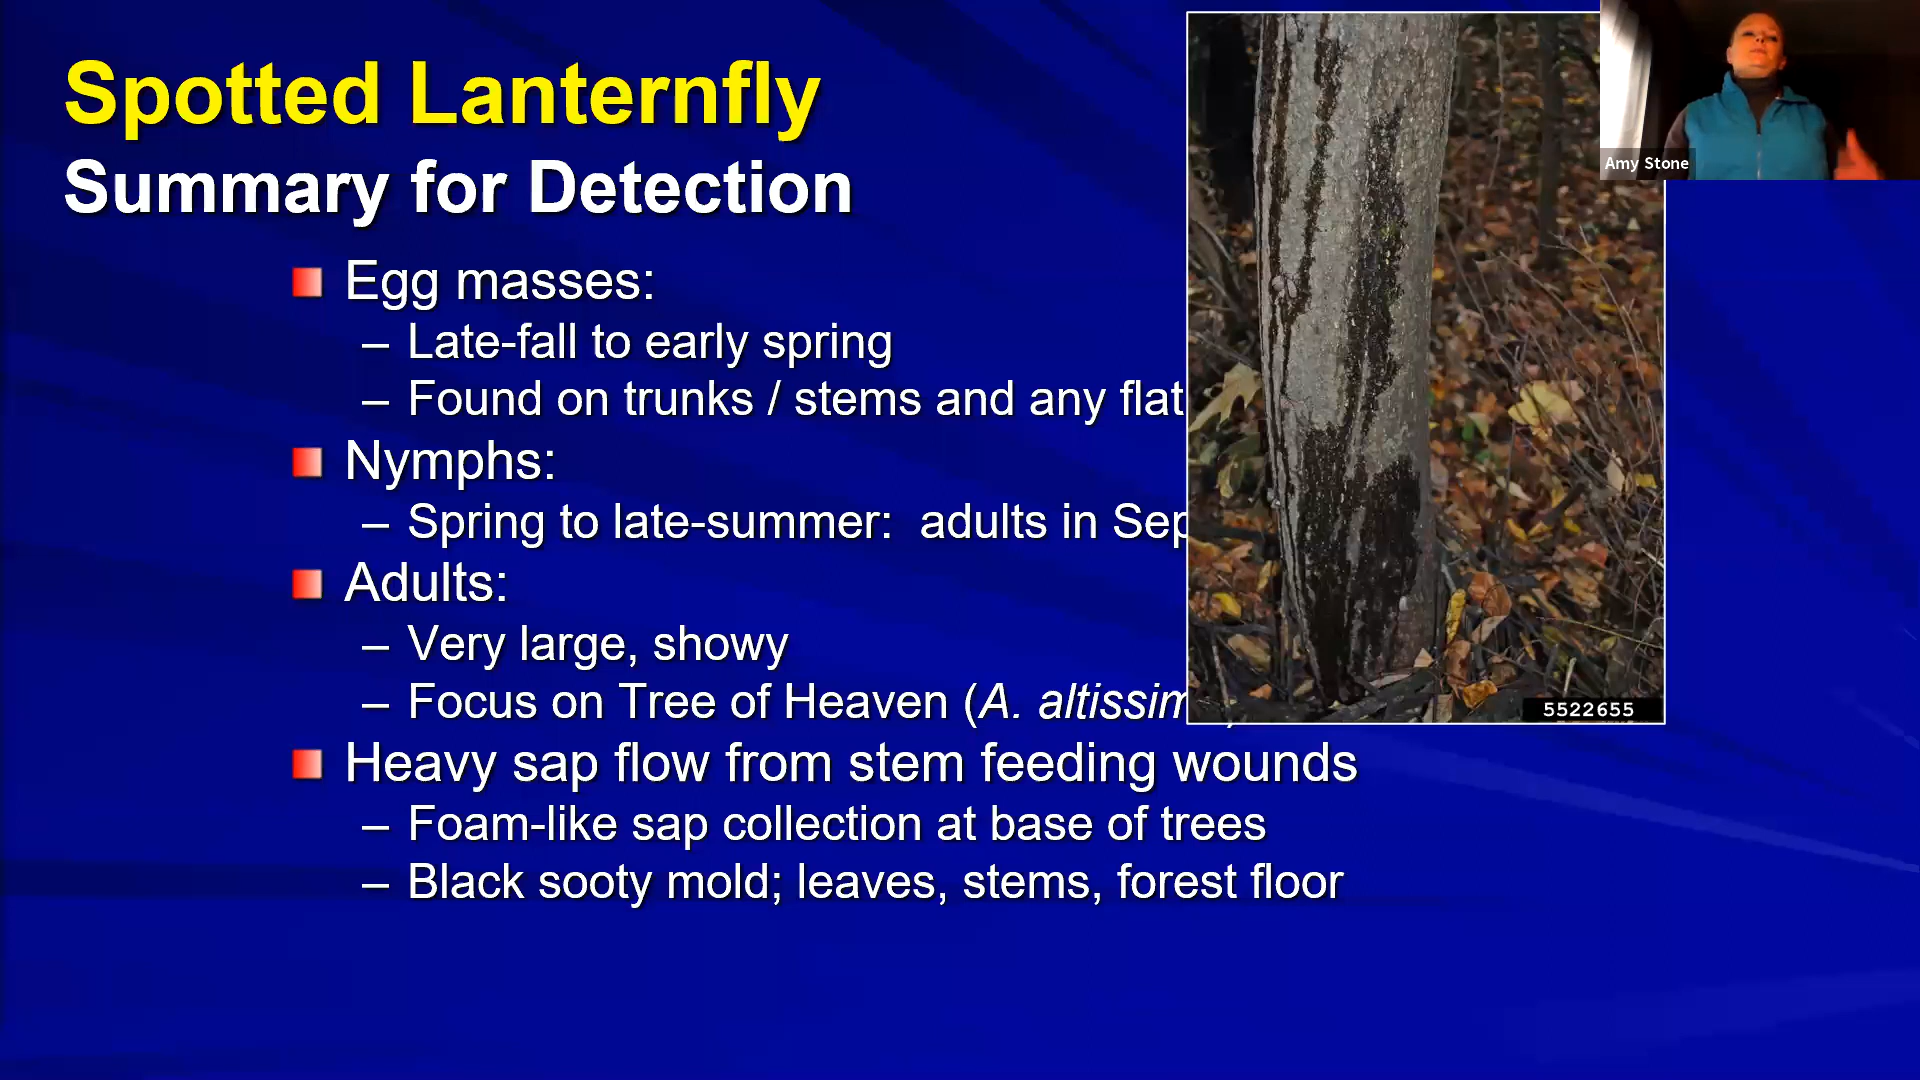 Spotted Lanternfly
Summary for Detection
Egg masses:
– Late-fall to early spring
– Found on trunks / stems and any flat
Nymphs:
– Spring to late-summer: adults in Sep
Adults:
– Very large, showy
– Focus on Tree of Heaven (A. altissim
Heavy sap flow from stem feeding wounds
– Foam-like sap collection at base of trees
– Black sooty mold; leaves, stems, forest floor
5522655
Amy Stone